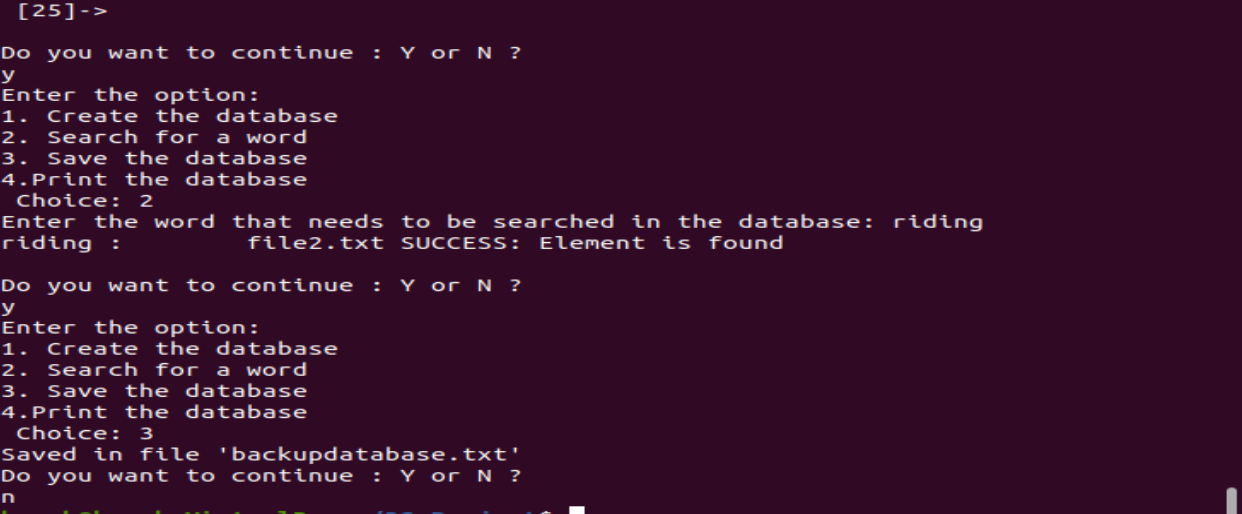 [25]->
Do you want to continue : Y or N ?
y
Enter the option:
1. Create the database
2. Search for a word
3. Save the database
4.Print the database
Choice: 2
Enter the word that needs to be searched in the database: riding
riding :        file2.txt SUCCESS: Element is found
Do you want to continue : Y or N ?
y
Enter the option:
1. Create the database
2. Search for a word
3. Save the database
4.Print the database
Choice: 3
Saved in file 'backupdatabase.txt'
Do you want to continue : Y or N ?
n